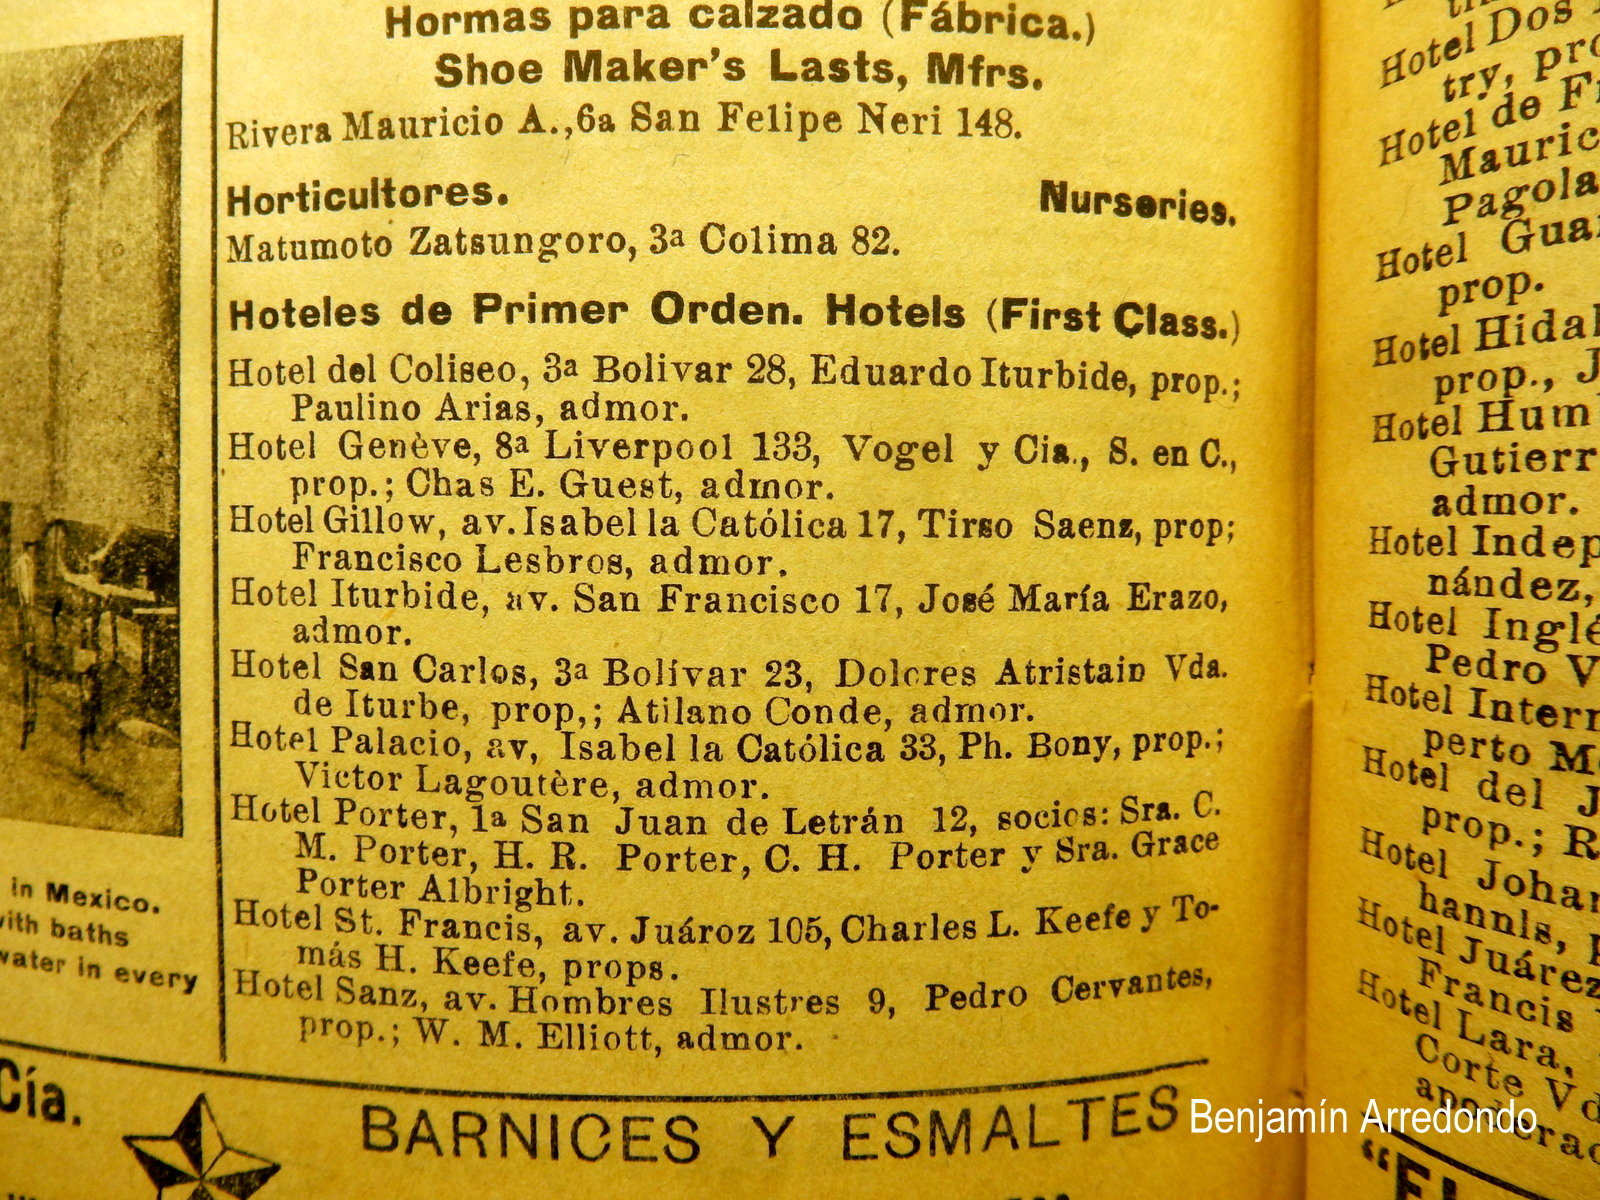 in Mexico.
with baths
water in every
Cía.
Hormas para calzado (Fábrica.)
Shoe Maker's Lasts, Mfrs.
Rivera Mauricio A.,6a San Felipe Neri 148.
Horticultores. Nurseries.
Matumoto Zatsungoro, 3a Colima 82.
Hoteles de Primer Orden. Hotels (First Class.)
Hotel del Coliseo, 3a Bolivar 28, Eduardo Iturbide, prop.;
Paulino Arias, admor.
Hotel Genève, 8a Liverpool 133, Vogel y Cia., S. en C.,
prop.; Chas E. Guest, admor.
Hotel Gillow, av. Isabel la Católica 17, Tirso Saenz, prop;
Francisco Lesbros, admor.
Hotel Iturbide, av. San Francisco 17, José María Erazo,
admor.
Hotel San Carlos, 3a Bolívar 23, Dolores Atristain Vda.
de Iturbe, prop,; Atilano Conde, admor.
Hotel Palacio, av, Isabel la Católica 33, Ph. Bony, prop.;
Victor Lagoutère, admor.
Hotel Porter, 1a San Juan de Letrán 12, socios: Sra. C.
M. Porter, H. R. Porter, C. H. Porter y Sra. Grace
Porter Albright.
Hotel St. Francis, av. Juároz 105, Charles L. Keefe y To-
más H. Keefe, props.
Hotel Sanz, av. Hombres Ilustres 9, Pedro Cervantes,
prop.; W. M. Elliott, admor.
BARNICES Y ESMALTES
Hotel Dos
try, pro
Hotel de F
Mauric
Pagola
Hotel Gua
prop.
Hotel Hidal
prop., J
Hotel Hum
Gutierr
admor.
Hotel Indep
nández,
Hotel Inglé
Pedro V
Hotel Intern
perto M
Hotel del J
prop.; R
Hotel Johan
hannis, p
Hotel Juárez
Francis
Hotel Lara,
Corte Vd
apoderad
"El
Benjamín Arredondo